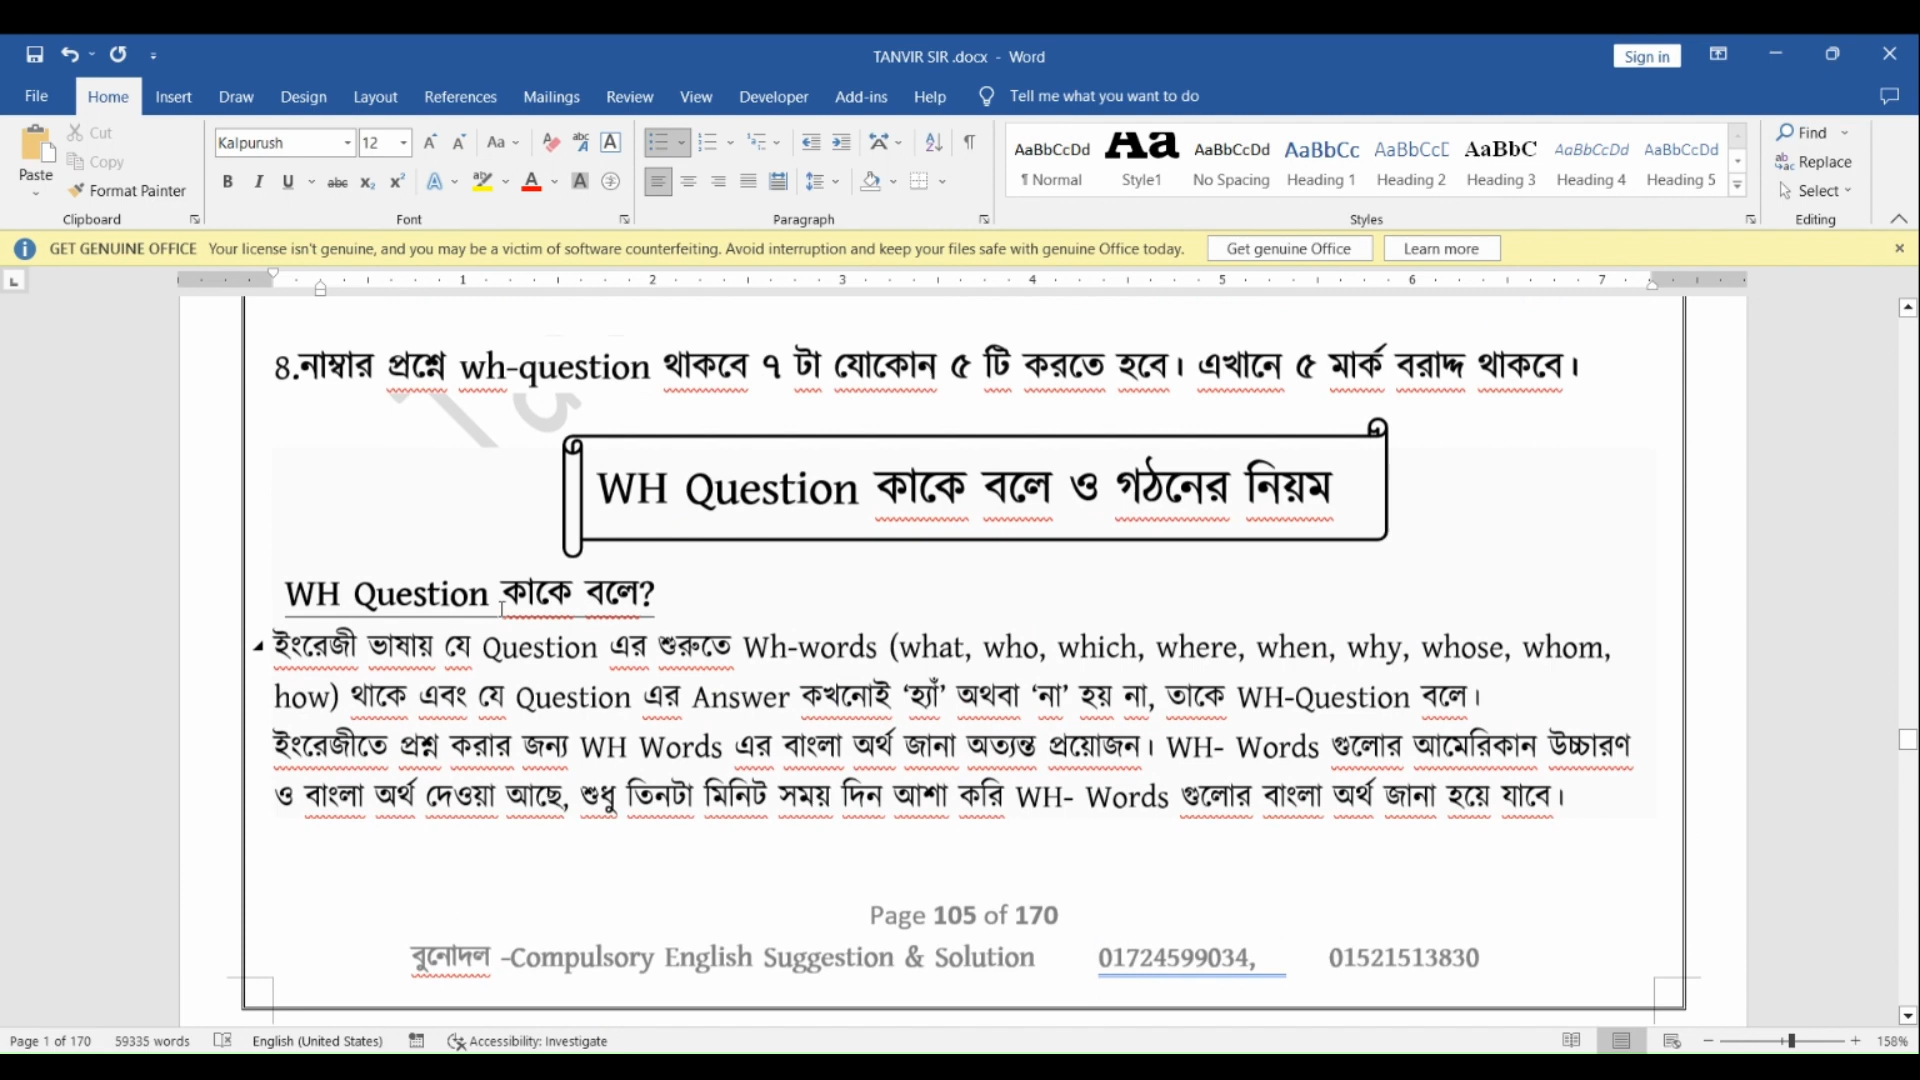 TANVIR SIR .docx - Word
Sign in
File Home Insert Draw Design Layout References Mailings Review View Developer Add-ins Help Tell me what you want to do
Paste Cut Copy Format Painter
Clipboard
Kalpurush 12
Font
Paragraph
AaBbCcDd Aa AaBbCcDd AaBbCc AaBbCcD AaBbC AaBbCcDd AaBbCcDd
¶ Normal Style1 No Spacing Heading 1 Heading 2 Heading 3 Heading 4 Heading 5
Styles
Find
Replace
Select
Editing
GET GENUINE OFFICE Your license isn't genuine, and you may be a victim of software counterfeiting. Avoid interruption and keep your files safe with genuine Office today. Get genuine Office Learn more
1 2 3 4 5 6 7
8.নাম্বার প্রশ্নে wh-question থাকবে ৭ টা যোকোন ৫ টি করতে হবে। এখানে ৫ মার্ক বরাদ্দ থাকবে।
WH Question কাকে বলে ও গঠনের নিয়ম
WH Question কাকে বলে?
ইংরেজী ভাষায় যে Question এর শুরুতে Wh-words (what, who, which, where, when, why, whose, whom,
how) থাকে এবং যে Question এর Answer কখনোই ‘হ্যাঁ’ অথবা ‘না’ হয় না, তাকে WH-Question বলে।
ইংরেজীতে প্রশ্ন করার জন্য WH Words এর বাংলা অর্থ জানা অত্যন্ত প্রয়োজন। WH- Words গুলোর আমেরিকান উচ্চারণ
ও বাংলা অর্থ দেওয়া আছে, শুধু তিনটা মিনিট সময় দিন আশা করি WH- Words গুলোর বাংলা অর্থ জানা হয়ে যাবে।
Page 105 of 170
বুনোদল -Compulsory English Suggestion & Solution 01724599034, 01521513830
Page 1 of 170 59335 words English (United States) Accessibility: Investigate 158%